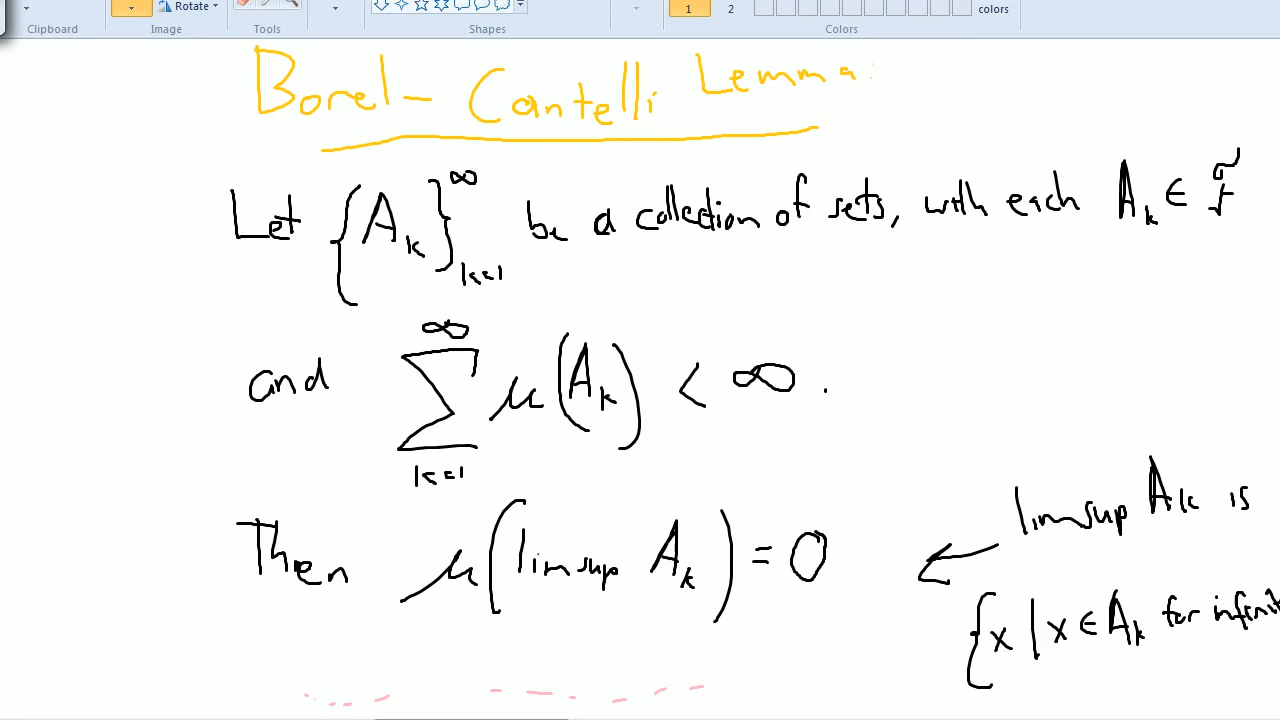 Rotate
Clipboard Image Tools Shapes 1 2 colors Colors
Borel-Cantelli Lemma:
Let {A_k}_{k=1}^∞ be a collection of sets, with each A_k ∈ 𝓕
and ∑_{k=1}^∞ μ(A_k) < ∞.
Then μ(limsup A_k) = 0
limsup A_k is
{x | x ∈ A_k for infinit